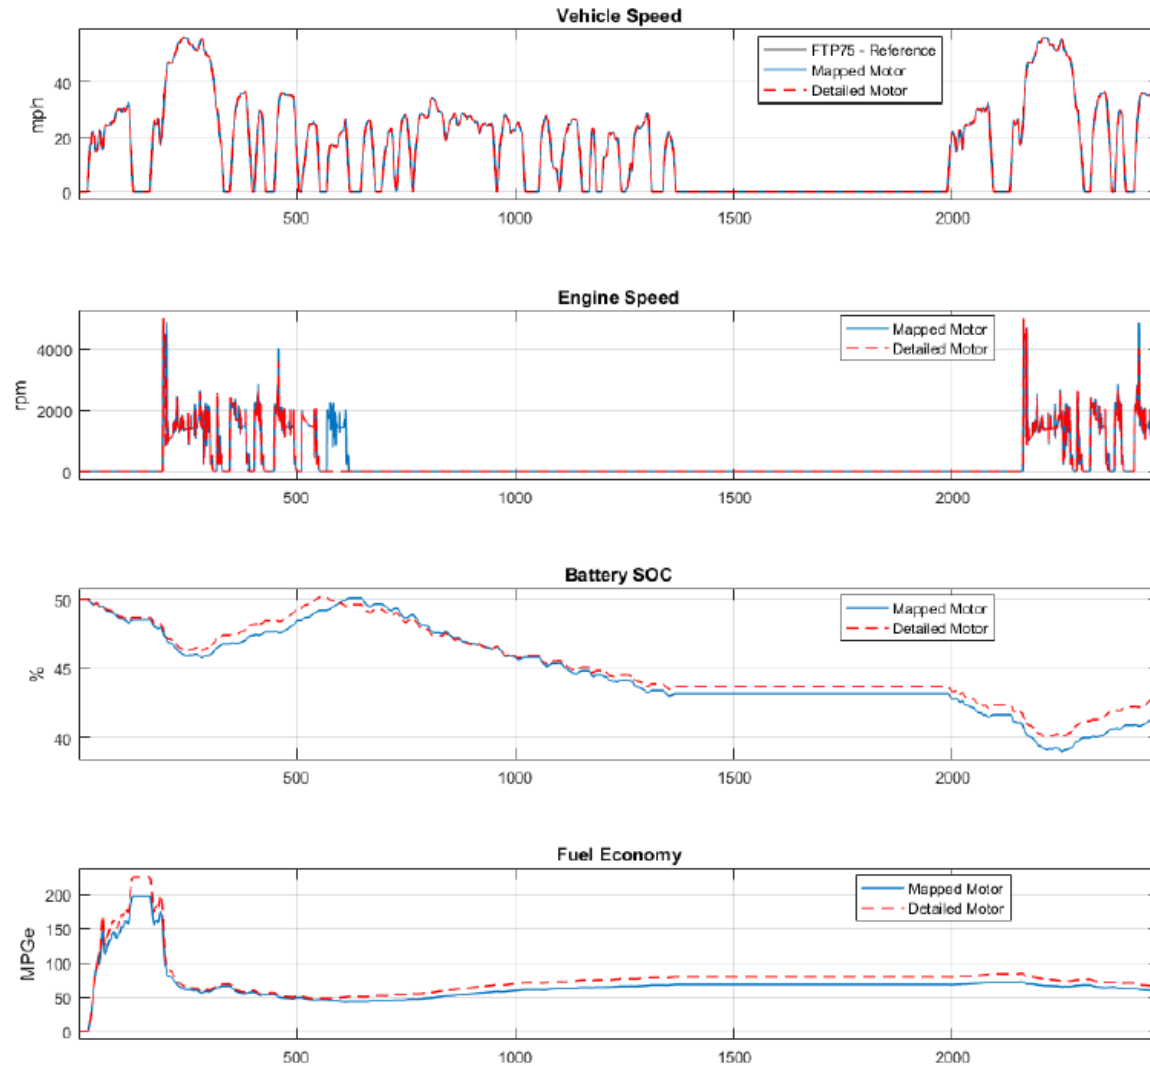 Vehicle Speed
mph
40
20
0
FTP75 - Reference
Mapped Motor
Detailed Motor
500
1000
1500
2000
Engine Speed
rpm
4000
2000
0
Mapped Motor
Detailed Motor
500
1000
1500
2000
Battery SOC
%
50
45
40
Mapped Motor
Detailed Motor
500
1000
1500
2000
Fuel Economy
MPGe
200
150
100
50
0
Mapped Motor
Detailed Motor
500
1000
1500
2000